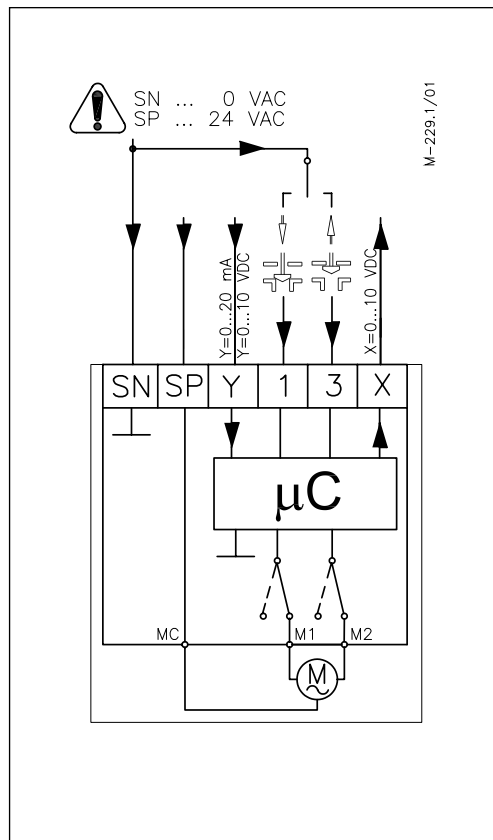 SN ... 0 VAC
SP ... 24 VAC
M-229.1/01
Y=0...20 mA
Y=0...10 VDC
X=0...10 VDC
SN SP Y 1 3 X
µC
MC M1 M2
M